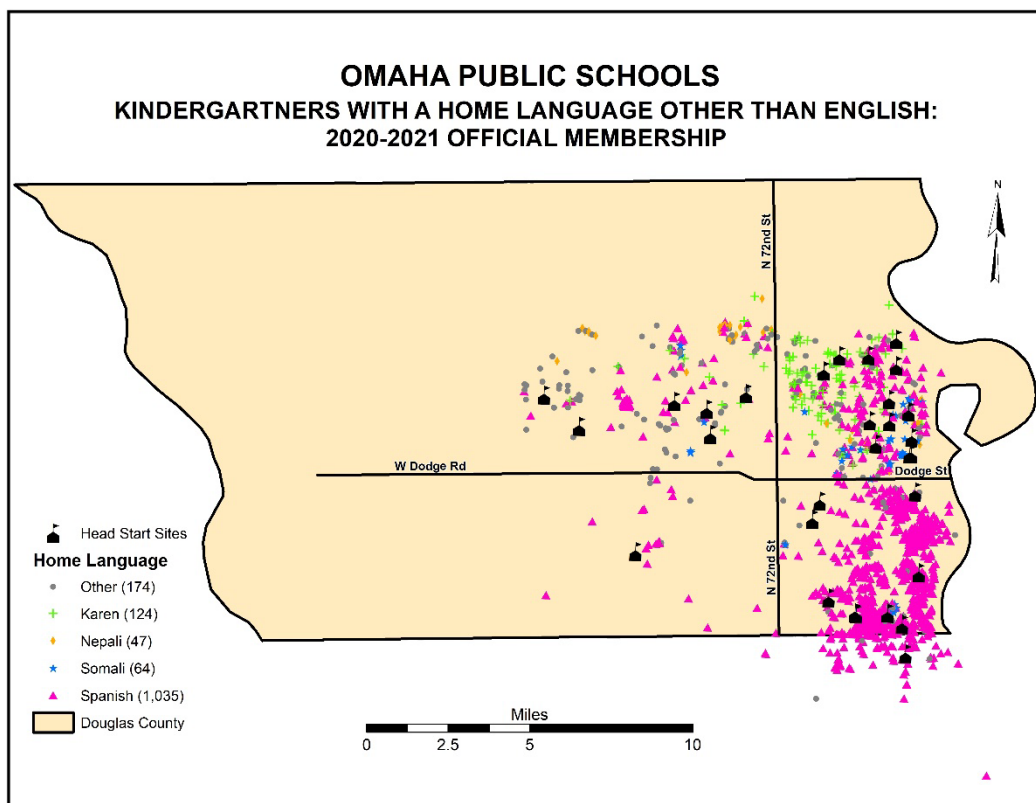 OMAHA PUBLIC SCHOOLS
KINDERGARTNERS WITH A HOME LANGUAGE OTHER THAN ENGLISH:
2020-2021 OFFICIAL MEMBERSHIP
N
N 72nd St
W Dodge Rd
Dodge St
N 72nd St
Head Start Sites
Home Language
Other (174)
Karen (124)
Nepali (47)
Somali (64)
Spanish (1,035)
Douglas County
Miles
0 2.5 5 10